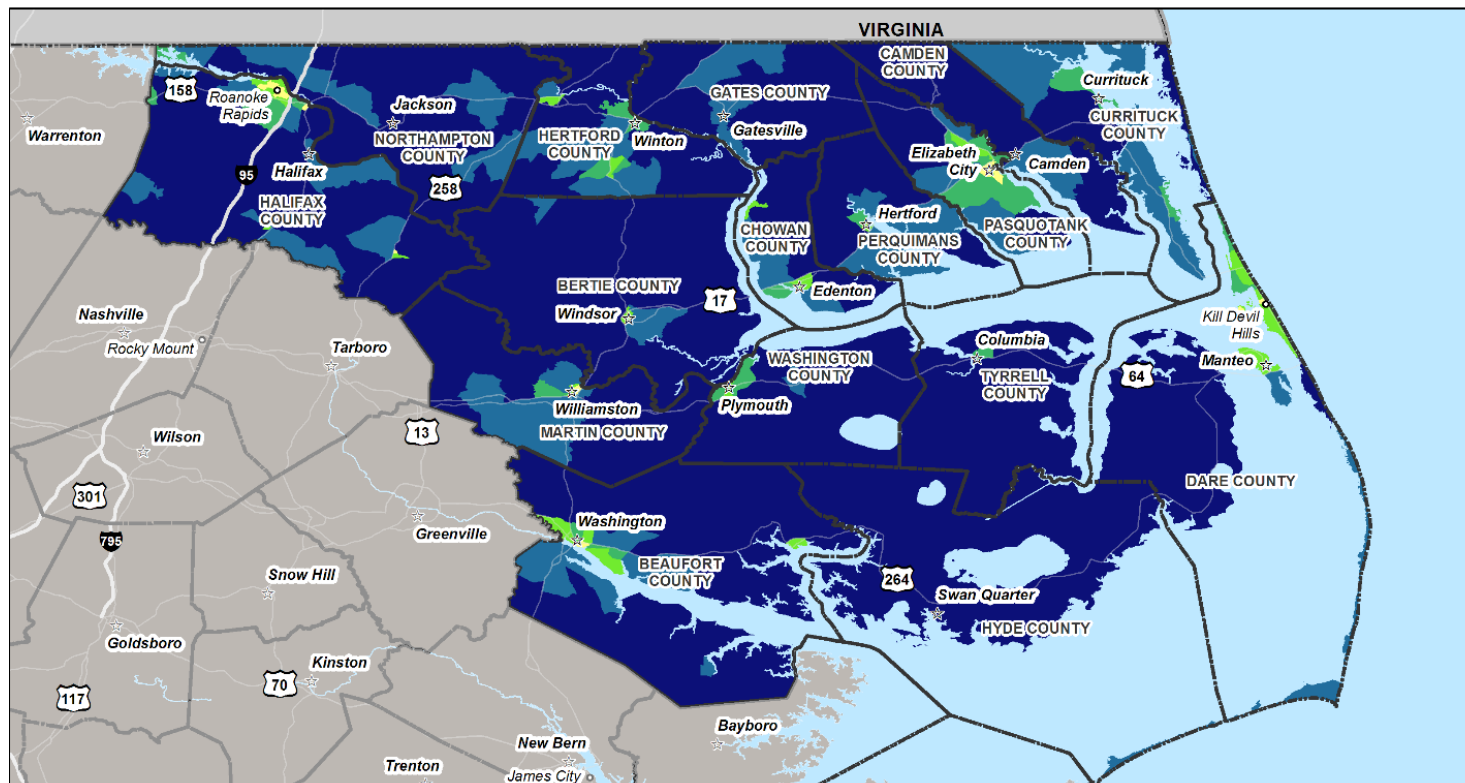 VIRGINIA
CAMDEN
COUNTY
Currituck
158
Roanoke
Rapids
Jackson
GATES COUNTY
CURRITUCK
COUNTY
Warrenton
NORTHAMPTON
COUNTY
HERTFORD
COUNTY
Winton
Gatesville
Elizabeth
City
Camden
Halifax
95
258
HALIFAX
COUNTY
Hertford
CHOWAN
COUNTY
PERQUIMANS
COUNTY
PASQUOTANK
COUNTY
BERTIE COUNTY
17
Edenton
Nashville
Windsor
Kill Devil
Hills
Rocky Mount
Tarboro
Columbia
WASHINGTON
COUNTY
Manteo
TYRRELL
COUNTY
64
Williamston
Plymouth
MARTIN COUNTY
13
Wilson
DARE COUNTY
301
Washington
Greenville
795
BEAUFORT
COUNTY
Snow Hill
264
Swan Quarter
Goldsboro
HYDE COUNTY
Kinston
117
70
Bayboro
New Bern
Trenton
James City